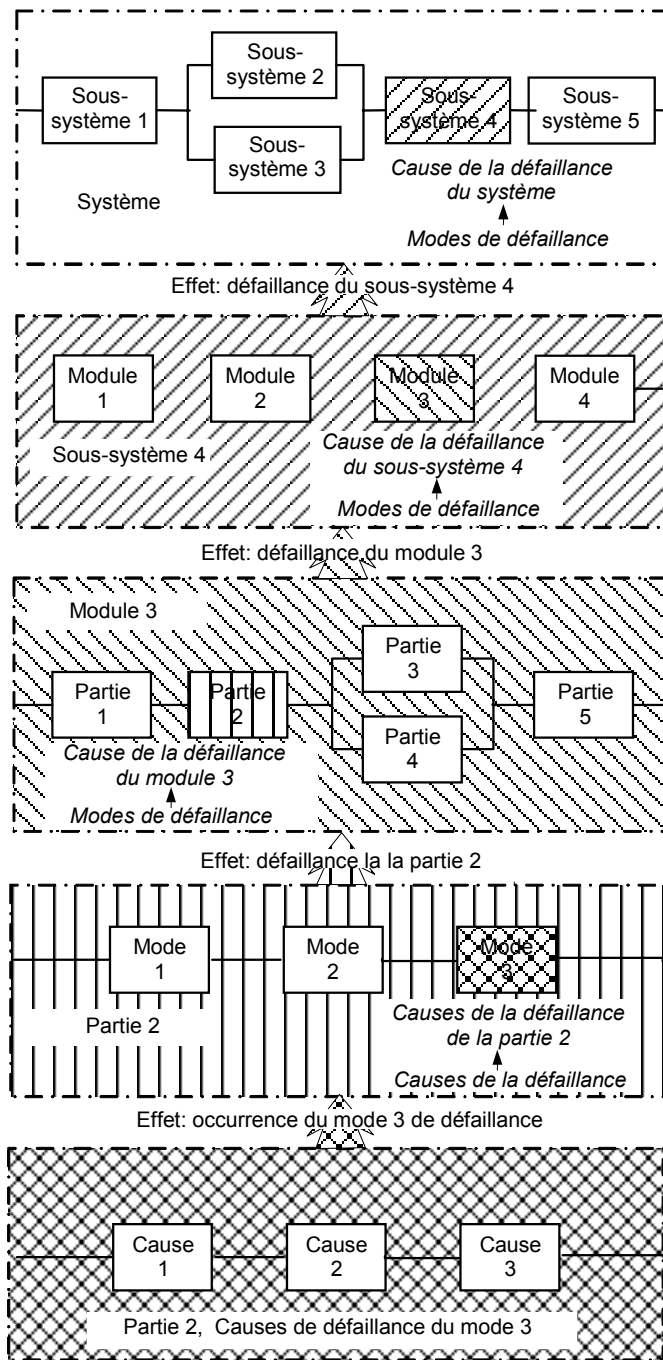 Sous-
système 2
Sous-
système 1
Sous-
système 4
Sous-
système 5
Sous-
système 3
Cause de la défaillance
du système
Système
Modes de défaillance
Effet: défaillance du sous-système 4
Module
1
Module
2
Module
3
Module
4
Cause de la défaillance
du sous-système 4
Sous-système 4
Modes de défaillance
Effet: défaillance du module 3
Module 3
Partie
3
Partie
1
Partie
2
Partie
5
Partie
4
Cause de la défaillance
du module 3
Modes de défaillance
Effet: défaillance la la partie 2
Mode
1
Mode
2
Mode
3
Causes de la défaillance
de la partie 2
Partie 2
Causes de la défaillance
Effet: occurrence du mode 3 de défaillance
Cause
1
Cause
2
Cause
3
Partie 2, Causes de défaillance du mode 3